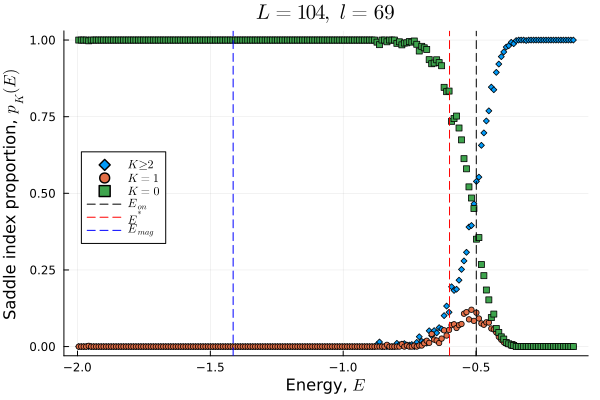 L = 104, l = 69
Saddle index proportion, p_K(E)
1.00
0.75
0.50
0.25
0.00
K≥2
K = 1
K = 0
E_on
E^*
E_mag
−2.0 −1.5 −1.0 −0.5
Energy, E